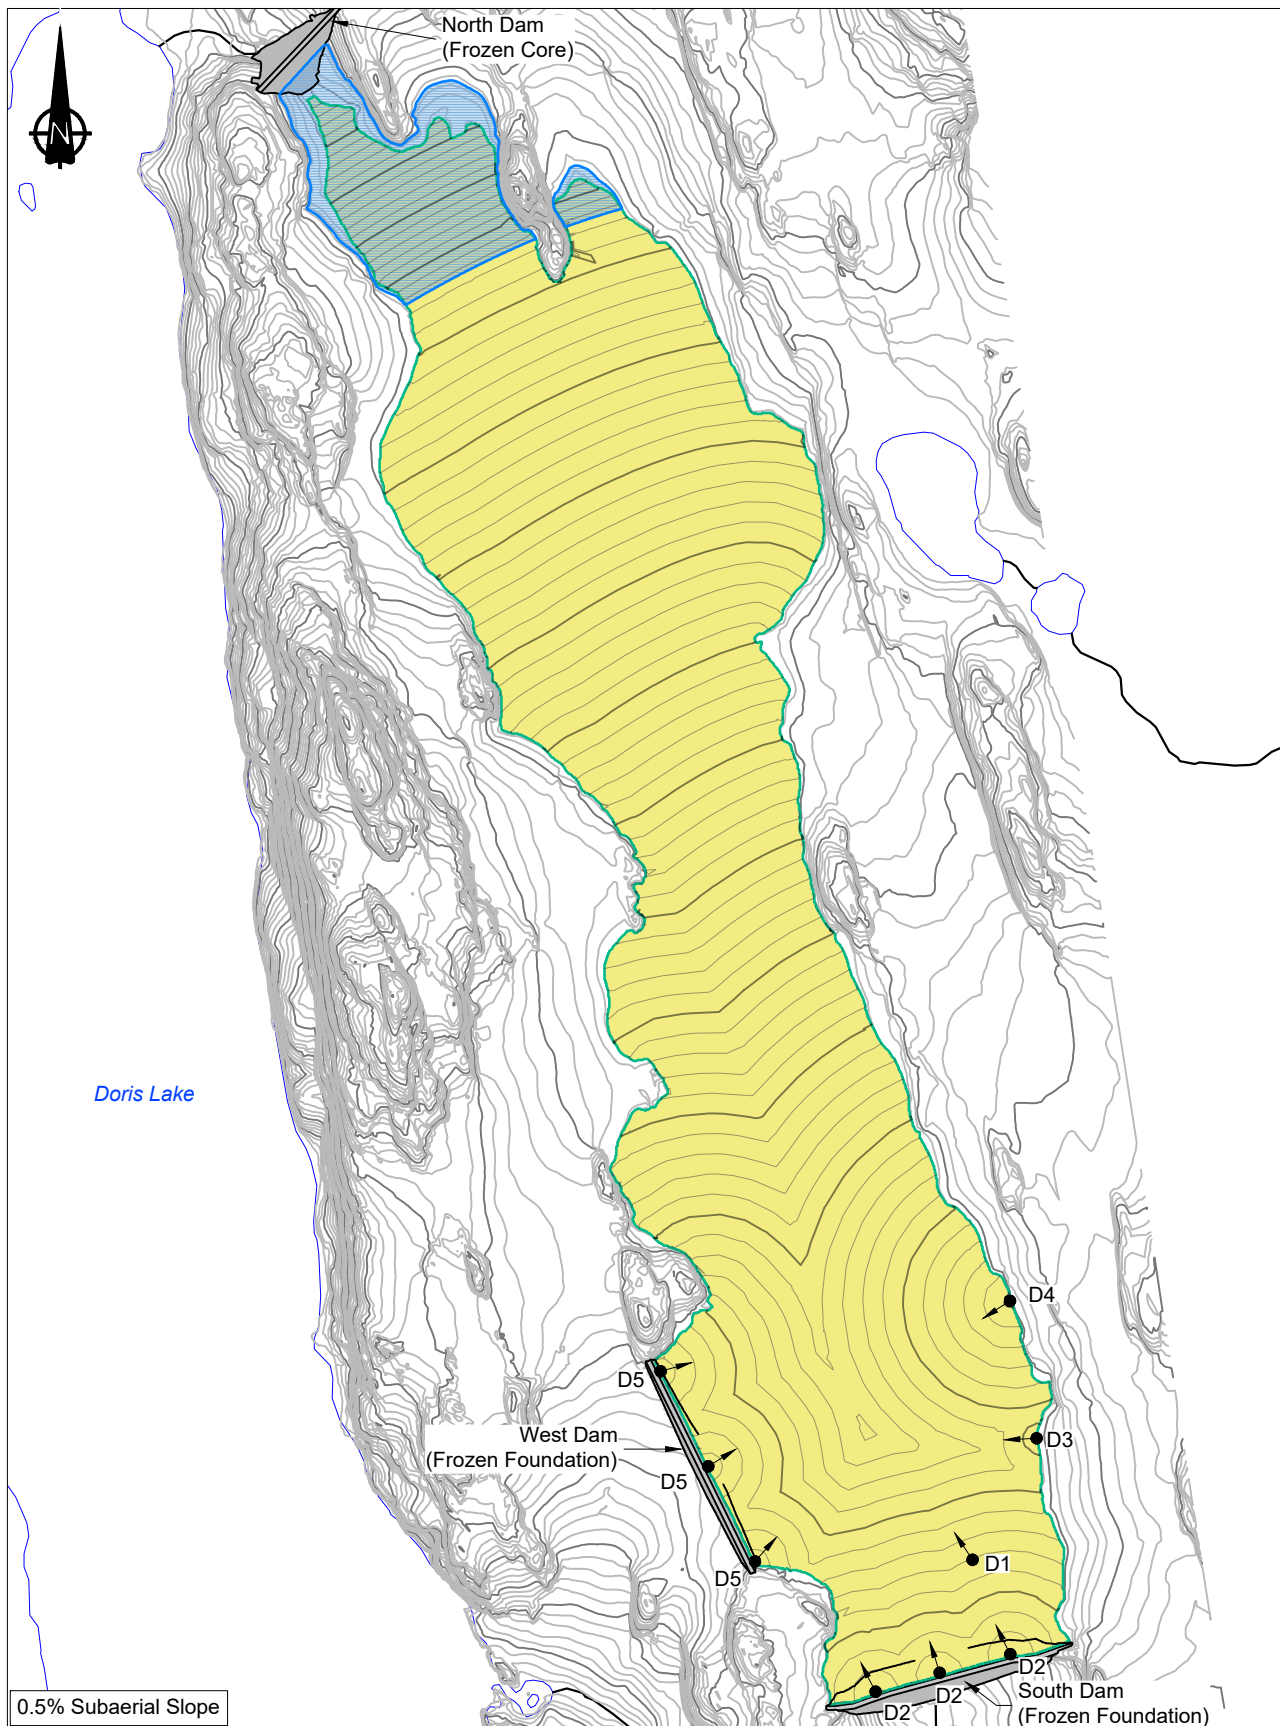 North Dam
(Frozen Core)
N
Doris Lake
D4
D5
West Dam
(Frozen Foundation)
D3
D5
D1
D5
D2
D2
D2
South Dam
(Frozen Foundation)
0.5% Subaerial Slope